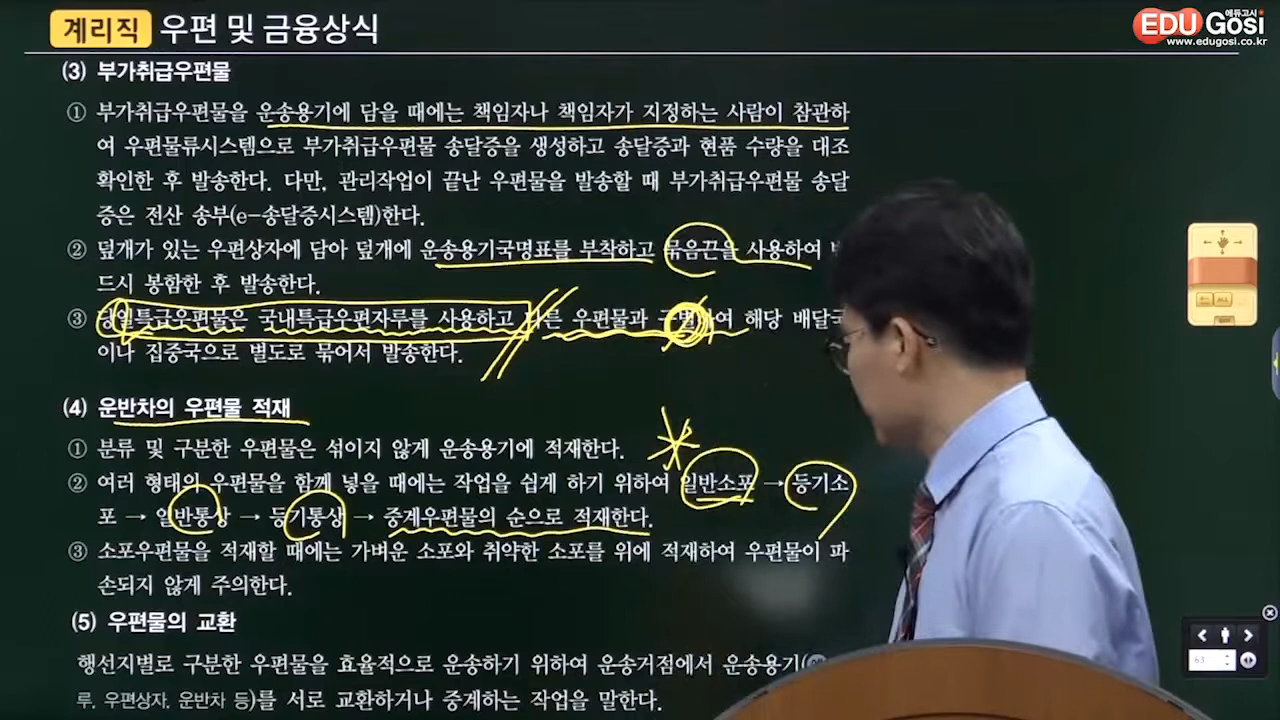 계리직 우편 및 금융상식
에듀고시
EDU Gosi
www.edugosi.co.kr
(3) 부가취급우편물
① 부가취급우편물을 운송용기에 담을 때에는 책임자나 책임자가 지정하는 사람이 참관하
여 우편물류시스템으로 부가취급우편물 송달증을 생성하고 송달증과 현품 수량을 대조
확인한 후 발송한다. 다만, 관리작업이 끝난 우편물을 발송할 때 부가취급우편물 송달
증은 전산 송부(e-송달증시스템)한다.
② 덮개가 있는 우편상자에 담아 덮개에 운송용기국명표를 부착하고 묶음끈을 사용하여
드시 봉함한 후 발송한다.
③ 당일특급우편물은 국내특급우편자루를 사용하고 다른 우편물과 구별하여 해당 배달국
이나 집중국으로 별도로 묶어서 발송한다.
(4) 운반차의 우편물 적재
① 분류 및 구분한 우편물은 섞이지 않게 운송용기에 적재한다.
② 여러 형태의 우편물을 함께 넣을 때에는 작업을 쉽게 하기 위하여 일반소포 → 등기소
포 → 일반통상 → 등기통상 → 중계우편물의 순으로 적재한다.
③ 소포우편물을 적재할 때에는 가벼운 소포와 취약한 소포를 위에 적재하여 우편물이 파
손되지 않게 주의한다.
(5) 우편물의 교환
행선지별로 구분한 우편물을 효율적으로 운송하기 위하여 운송거점에서 운송용기(
루, 우편상자, 운반차 등)를 서로 교환하거나 중계하는 작업을 말한다.
63